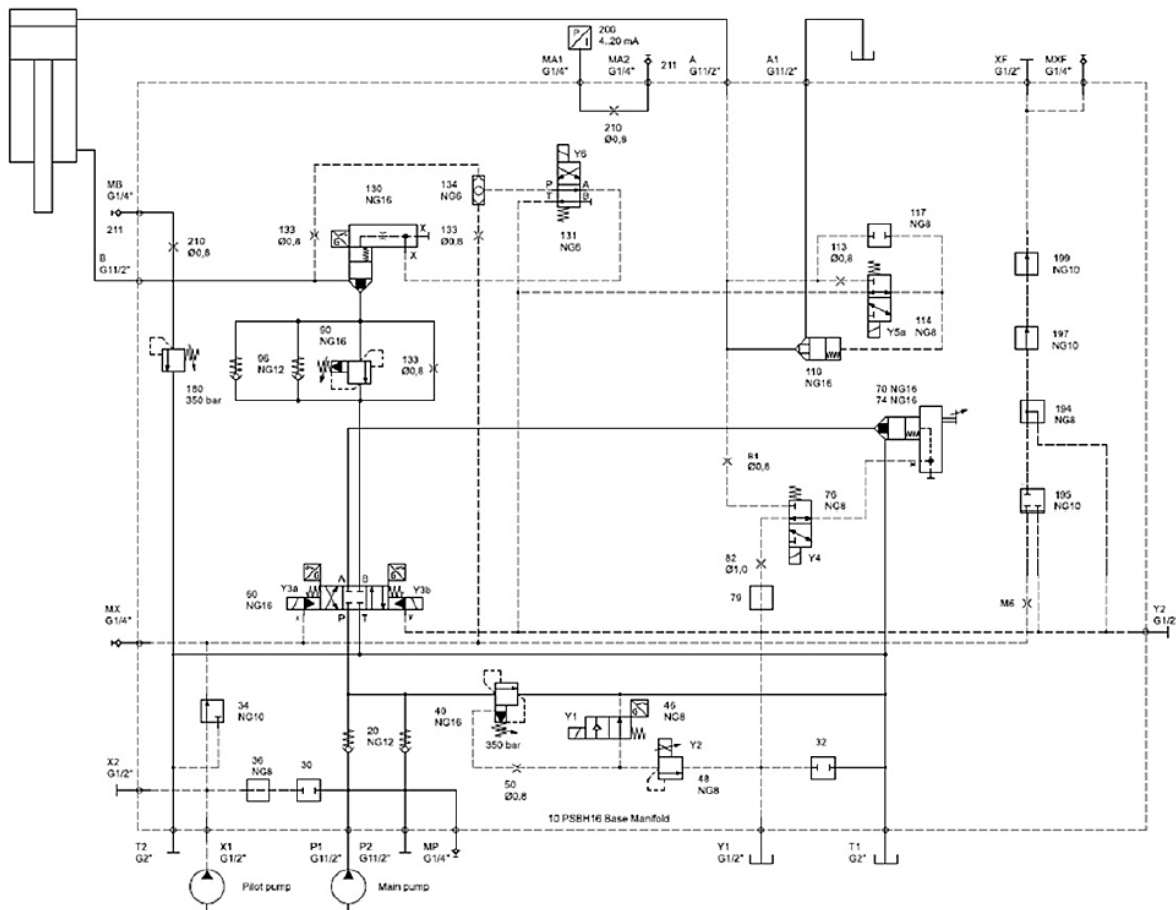 200
4..20 mA
P
I
MA1
G1/4"
MA2
G1/4"
211
A
G11/2"
A1
G11/2"
XF
G1/2"
MXF
G1/4"
210
Ø0,8
Y6
MB
G1/4"
211
134
NG6
P
A
T
B
130
NG16
131
NG6
117
NG8
133
Ø0,8
133
Ø0,8
X
X
113
Ø0,8
210
Ø0,8
B
G11/2"
199
NG10
114
NG8
Y5a
90
NG16
96
NG12
133
Ø0,8
197
NG10
180
350 bar
110
NG16
70 NG16
74 NG16
194
NG8
81
Ø0,8
76
NG8
195
NG10
Y4
82
Ø1,0
A
B
Y3a
Y3b
60
NG16
79
P
T
x
y
M6
MX
G1/4"
Y2
G1/2"
34
NG10
40
NG16
46
NG8
Y1
20
NG12
350 bar
Y2
X2
G1/2"
36
NG8
30
32
50
Ø0,8
48
NG8
10 PSBH16 Base Manifold
T2
G2"
X1
G1/2"
P1
G11/2"
P2
G11/2"
MP
G1/4"
Y1
G1/2"
T1
G2"
Pilot pump
Main pump